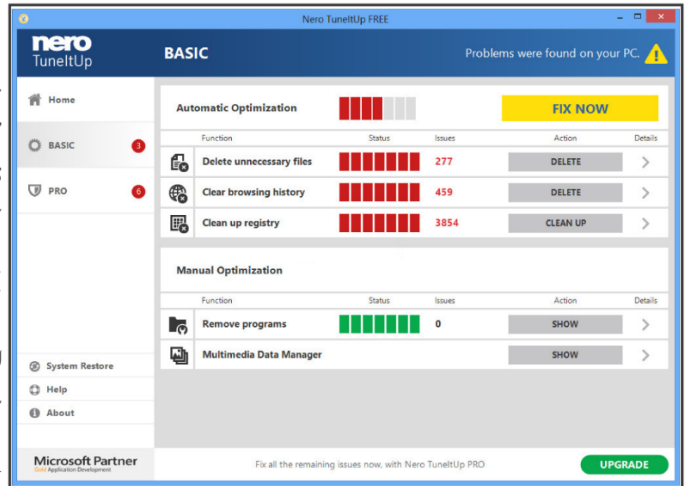 Nero TuneItUp FREE
nero
TuneItUp
BASIC
Problems were found on your PC.
Home
BASIC 3
PRO 6
Automatic Optimization FIX NOW
Function Status Issues Action Details
Delete unnecessary files 277 DELETE
Clear browsing history 459 DELETE
Clean up registry 3854 CLEAN UP
Manual Optimization
Function Status Issues Action Details
Remove programs 0 SHOW
Multimedia Data Manager SHOW
System Restore
Help
About
Microsoft Partner
Gold Application Development
Fix all the remaining issues now, with Nero TuneItUp PRO UPGRADE